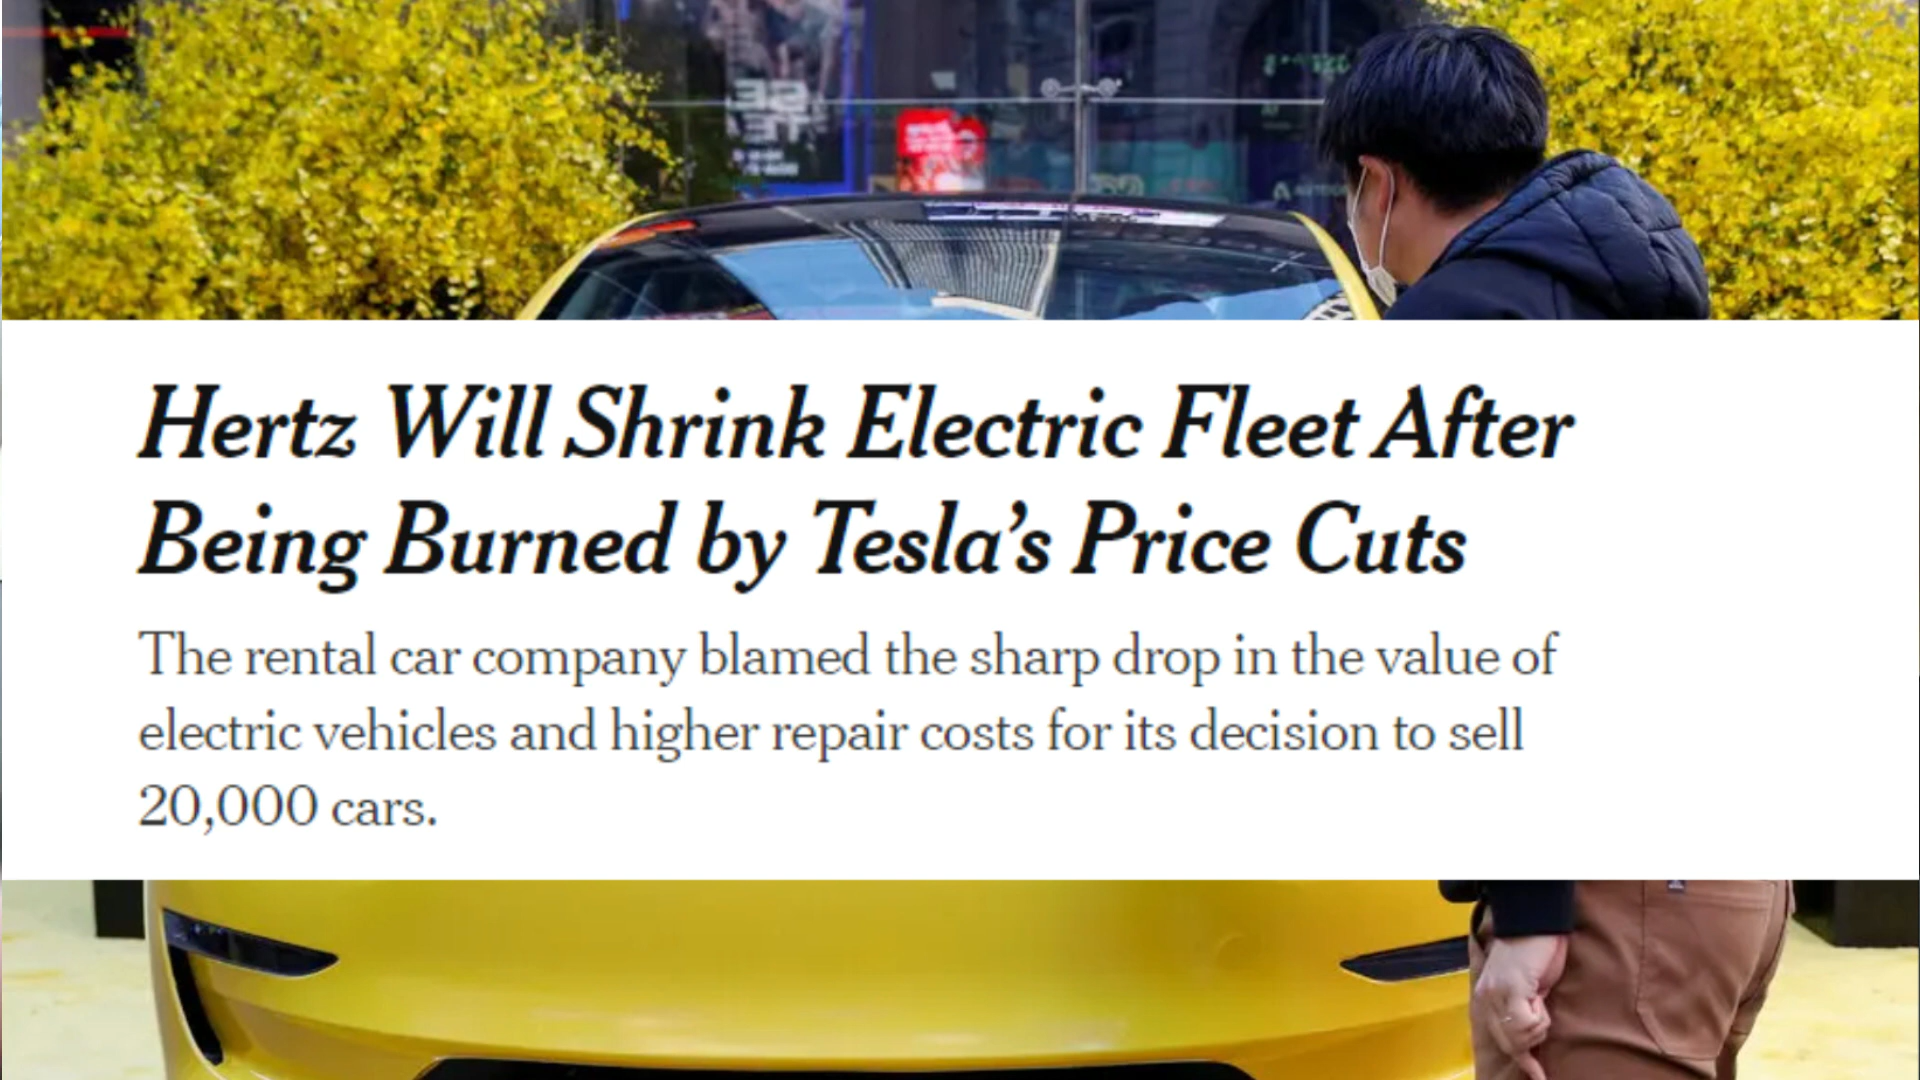 Hertz Will Shrink Electric Fleet After
Being Burned by Tesla's Price Cuts
The rental car company blamed the sharp drop in the value of
electric vehicles and higher repair costs for its decision to sell
20,000 cars.